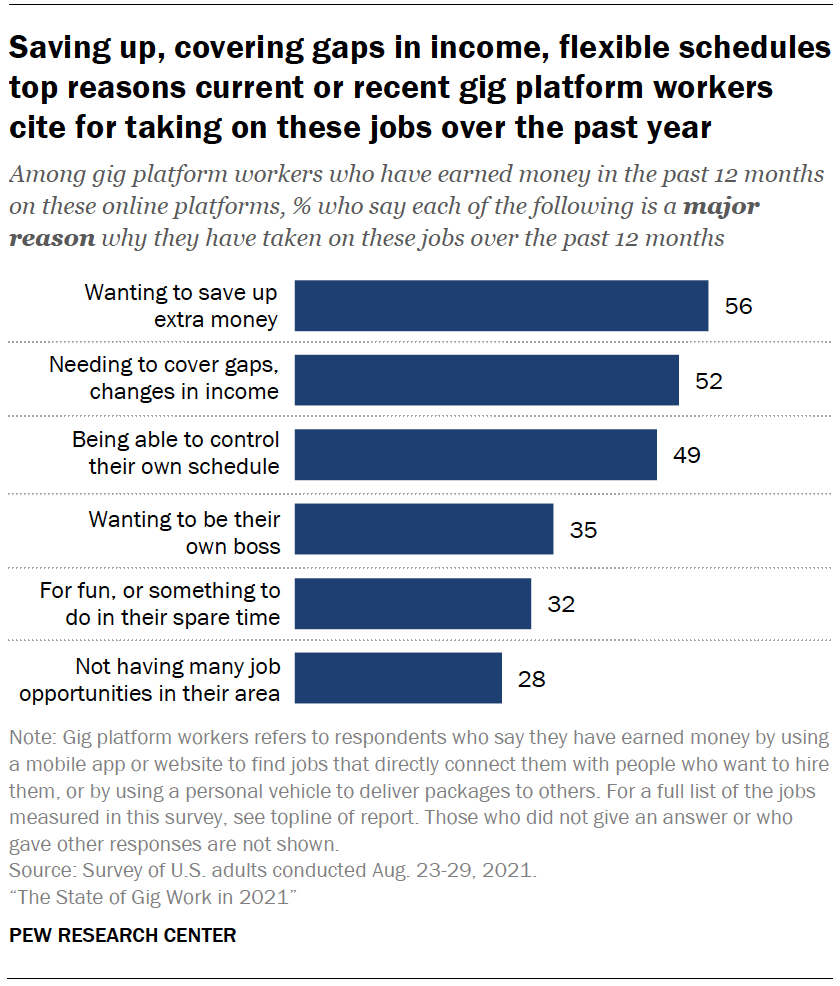 Saving up, covering gaps in income, flexible schedules
top reasons current or recent gig platform workers
cite for taking on these jobs over the past year
Among gig platform workers who have earned money in the past 12 months
on these online platforms, % who say each of the following is a major
reason why they have taken on these jobs over the past 12 months
Wanting to save up
extra money
56
Needing to cover gaps,
changes in income
52
Being able to control
their own schedule
49
Wanting to be their
own boss
35
For fun, or something to
do in their spare time
32
Not having many job
opportunities in their area
28
Note: Gig platform workers refers to respondents who say they have earned money by using
a mobile app or website to find jobs that directly connect them with people who want to hire
them, or by using a personal vehicle to deliver packages to others. For a full list of the jobs
measured in this survey, see topline of report. Those who did not give an answer or who
gave other responses are not shown.
Source: Survey of U.S. adults conducted Aug. 23-29, 2021.
“The State of Gig Work in 2021”
PEW RESEARCH CENTER